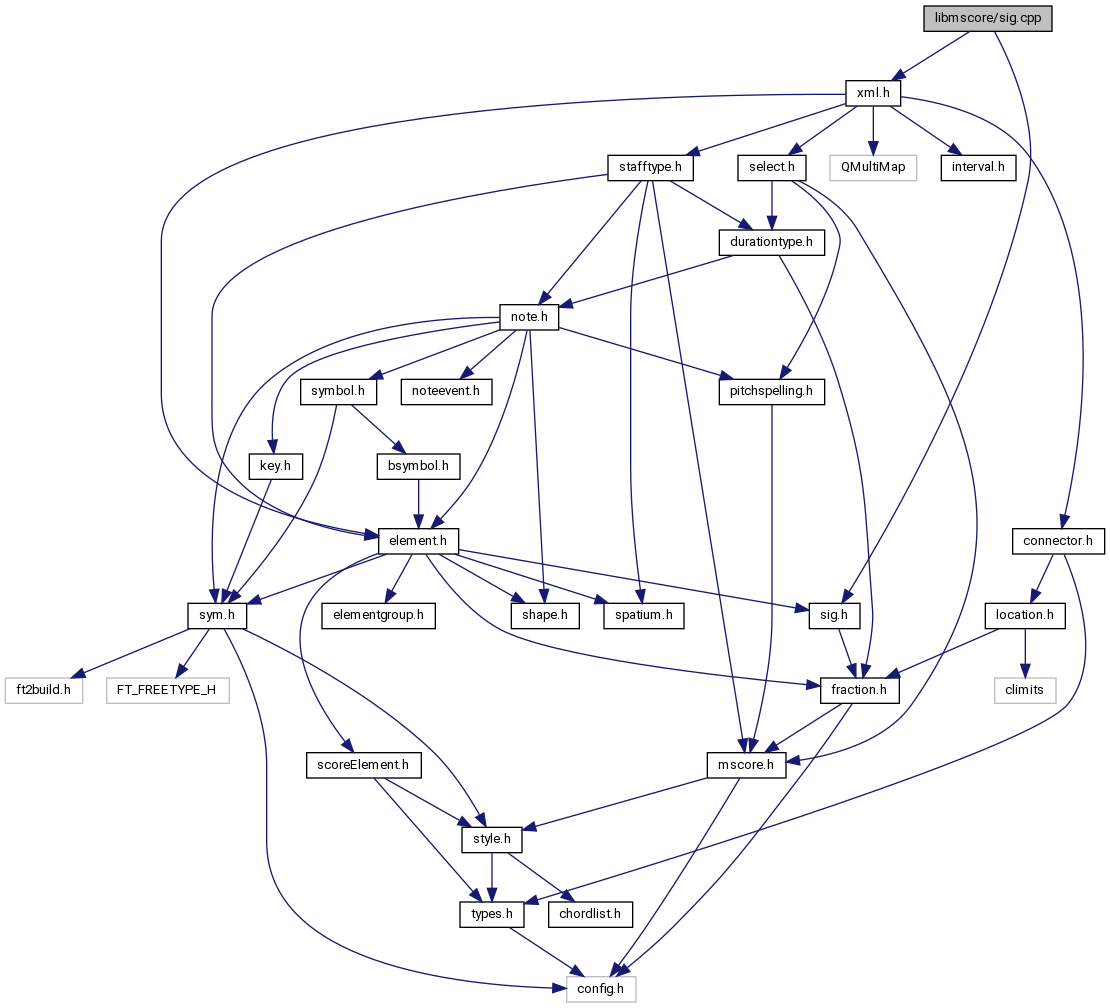 libmscore/sig.cpp
xml.h
stafftype.h
select.h
QMultiMap
interval.h
durationtype.h
note.h
symbol.h
noteevent.h
pitchspelling.h
key.h
bsymbol.h
element.h
connector.h
sym.h
elementgroup.h
shape.h
spatium.h
sig.h
location.h
ft2build.h
FT_FREETYPE_H
fraction.h
climits
scoreElement.h
mscore.h
style.h
types.h
chordlist.h
config.h